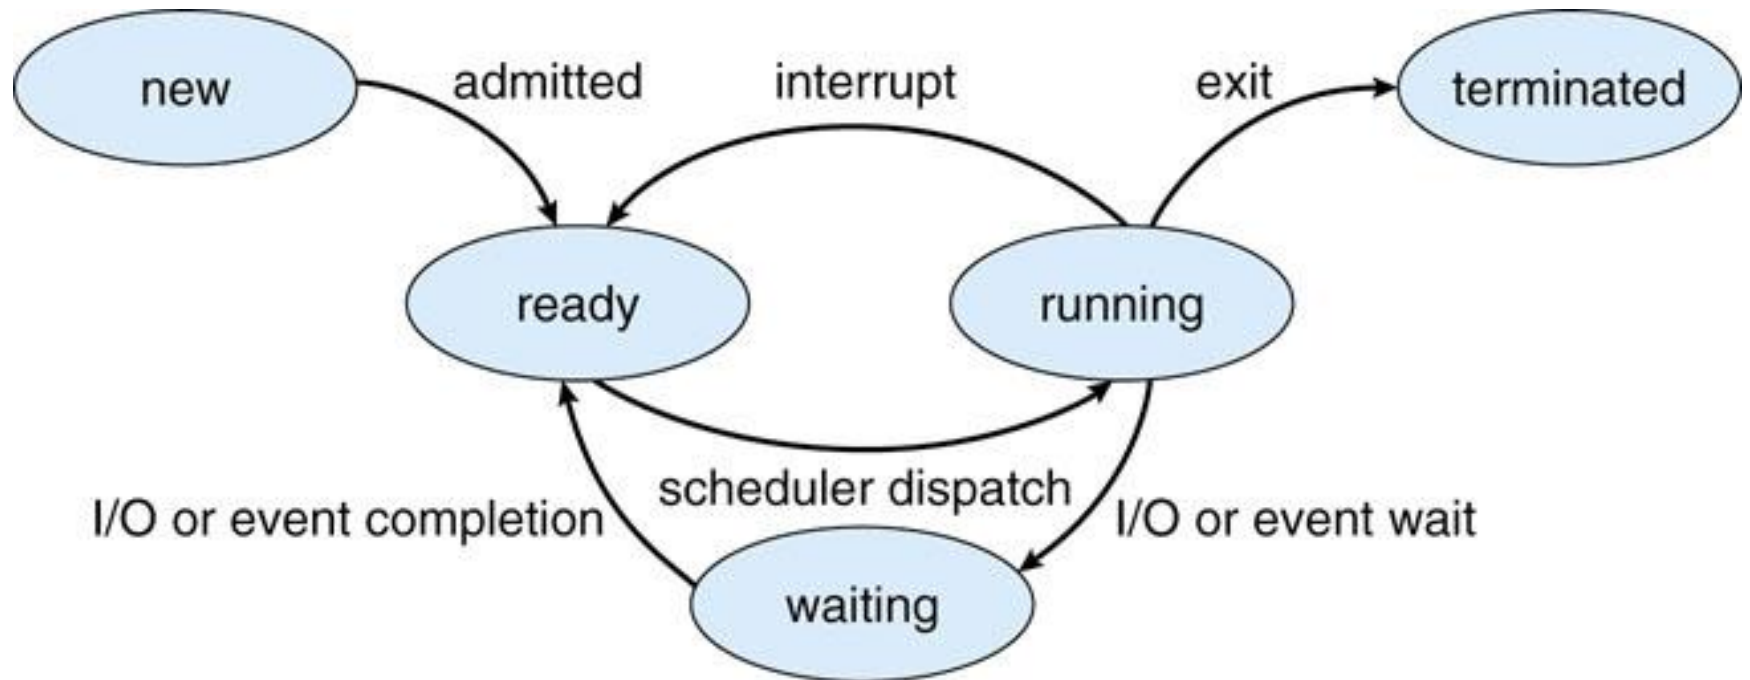 new
admitted
interrupt
exit
terminated
ready
running
scheduler dispatch
I/O or event completion
I/O or event wait
waiting